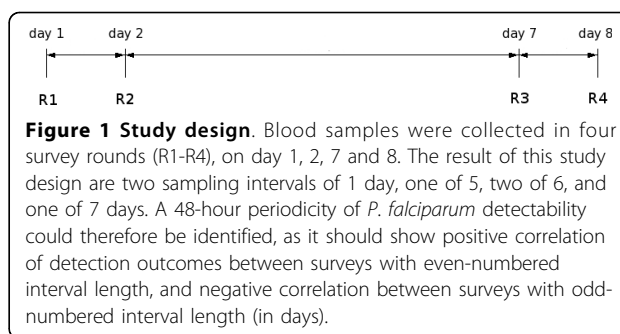 day 1 day 2 day 7 day 8
R1 R2 R3 R4
Figure 1 Study design. Blood samples were collected in four
survey rounds (R1-R4), on day 1, 2, 7 and 8. The result of this study
design are two sampling intervals of 1 day, one of 5, two of 6, and
one of 7 days. A 48-hour periodicity of P. falciparum detectability
could therefore be identified, as it should show positive correlation
of detection outcomes between surveys with even-numbered
interval length, and negative correlation between surveys with odd-
numbered interval length (in days).